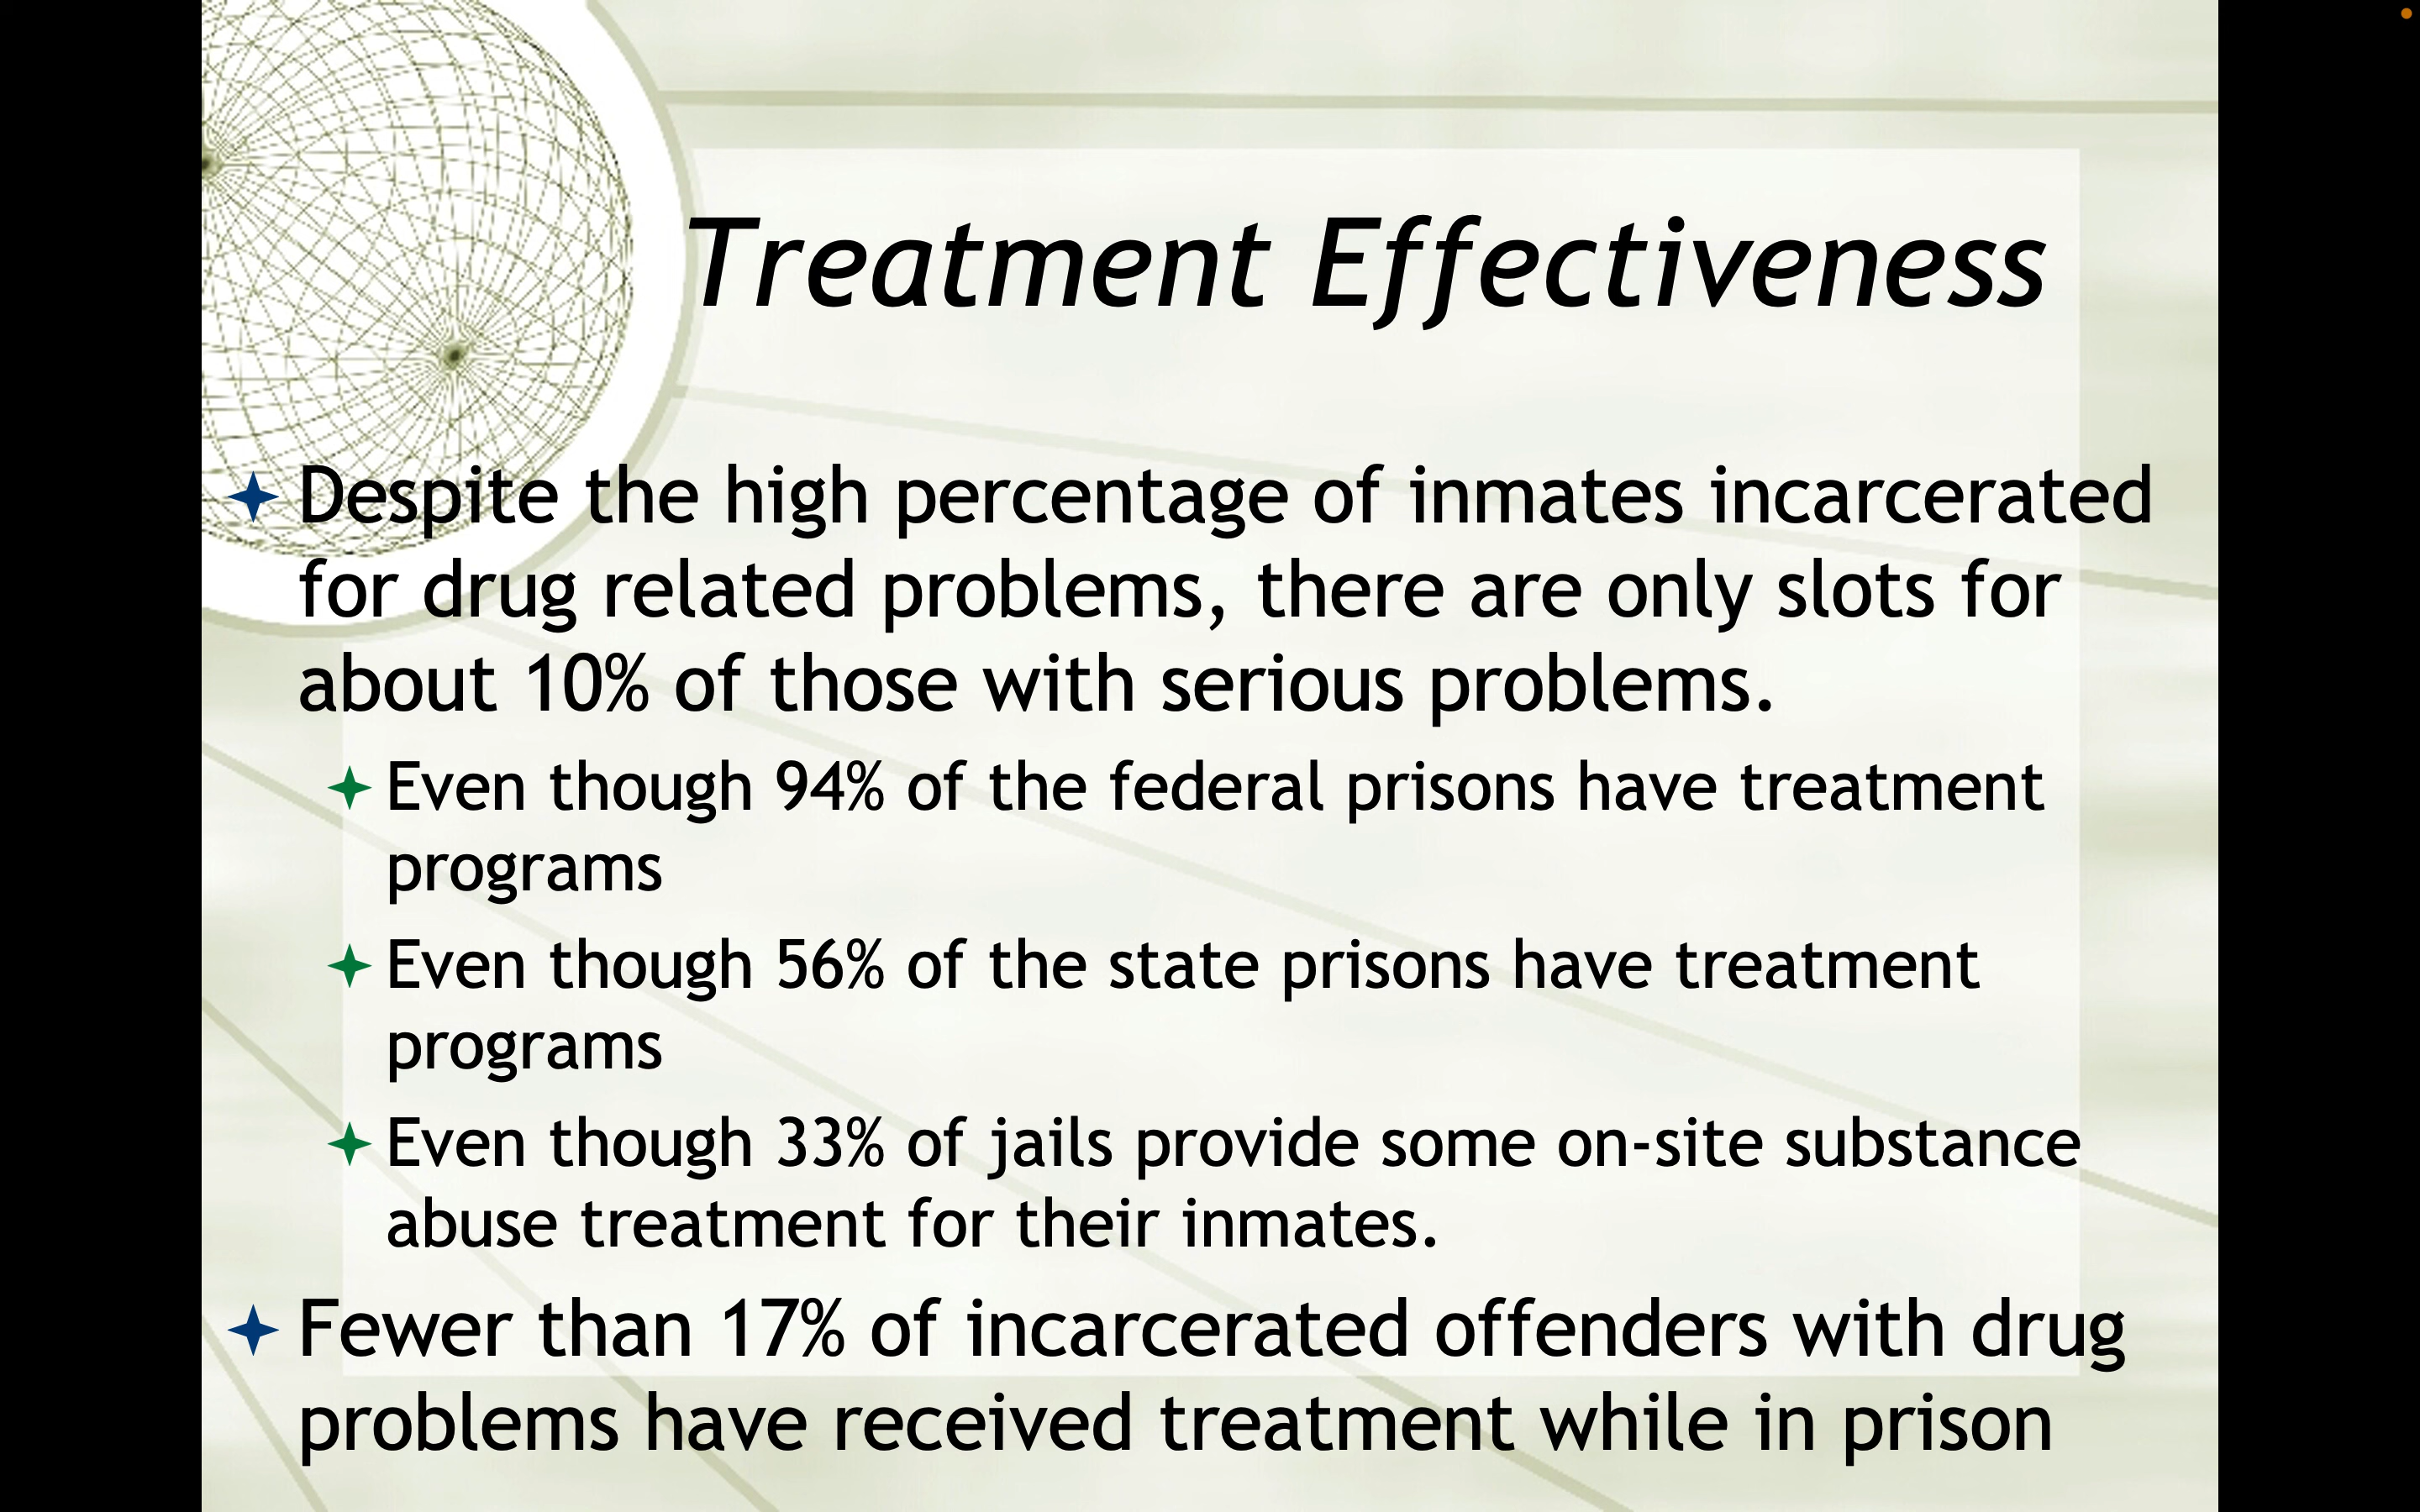 Treatment Effectiveness
Despite the high percentage of inmates incarcerated
for drug related problems, there are only slots for
about 10% of those with serious problems.
Even though 94% of the federal prisons have treatment
programs
Even though 56% of the state prisons have treatment
programs
Even though 33% of jails provide some on-site substance
abuse treatment for their inmates.
Fewer than 17% of incarcerated offenders with drug
problems have received treatment while in prison